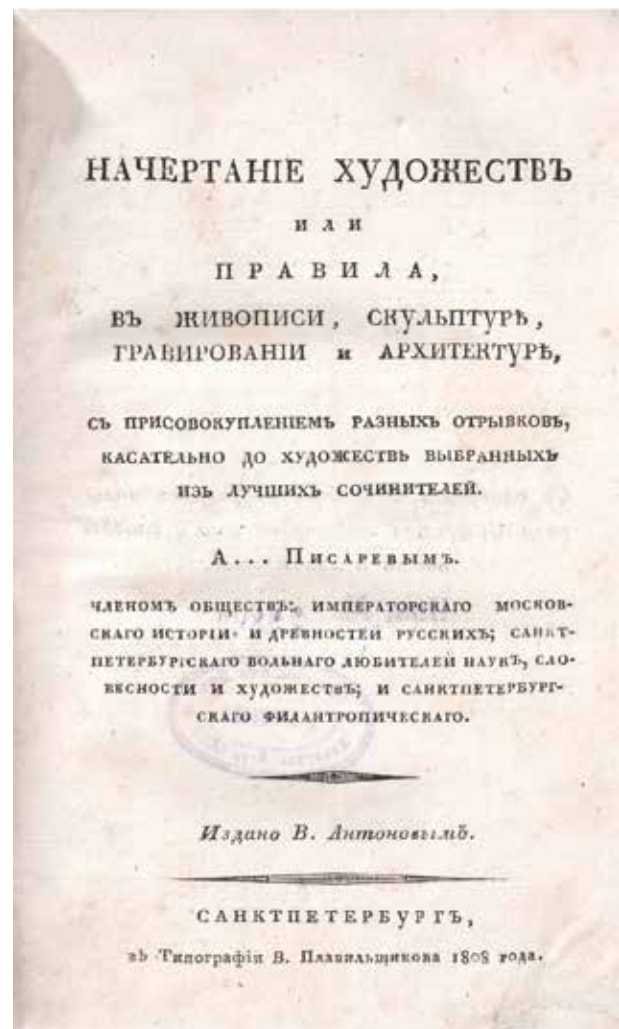 НАЧЕРТАНІЕ ХУДОЖЕСТВЪ
ИЛИ
ПРАВИЛА,
ВЪ ЖИВОПИСИ, СКУЛЬПТУРѢ,
ГРАВИРОВАНІИ и АРХИТЕКТУРѢ,
СЪ ПРИСОВОКУПЛЕНІЕМЪ РАЗНЫХЪ ОТРЫВКОВЪ,
КАСАТЕЛЬНО ДО ХУДОЖЕСТВЪ ВЫБРАННЫХЪ
ИЗЪ ЛУЧШИХЪ СОЧИНИТЕЛЕЙ.
А... Писаревымъ.
ЧЛЕНОМЪ ОБЩЕСТВЪ: ИМПЕРАТОРСКАГО МОСКОВ-
СКАГО ИСТОРІИ И ДРЕВНОСТЕЙ РУССКИХЪ; САНКТ-
ПЕТЕРБУРГСКАГО ВОЛЬНАГО ЛЮБИТЕЛЕЙ НАУКЪ, СЛО-
ВЕСНОСТИ И ХУДОЖЕСТВЪ; И САНКТПЕТЕРБУРГ-
СКАГО ФИЛАНТРОПИЧЕСКАГО.
Издано В. Антоновымъ.
САНКТПЕТЕРБУРГЪ,
въ Типографіи В. Плавильщикова 1808 года.